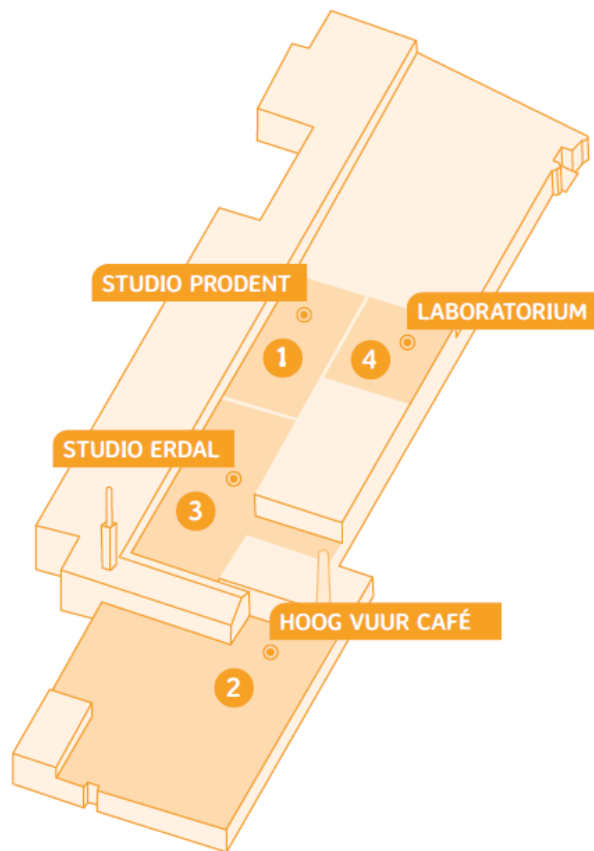 STUDIO PRODENT
LABORATORIUM
1
4
STUDIO ERDAL
3
HOOG VUUR CAFÉ
2